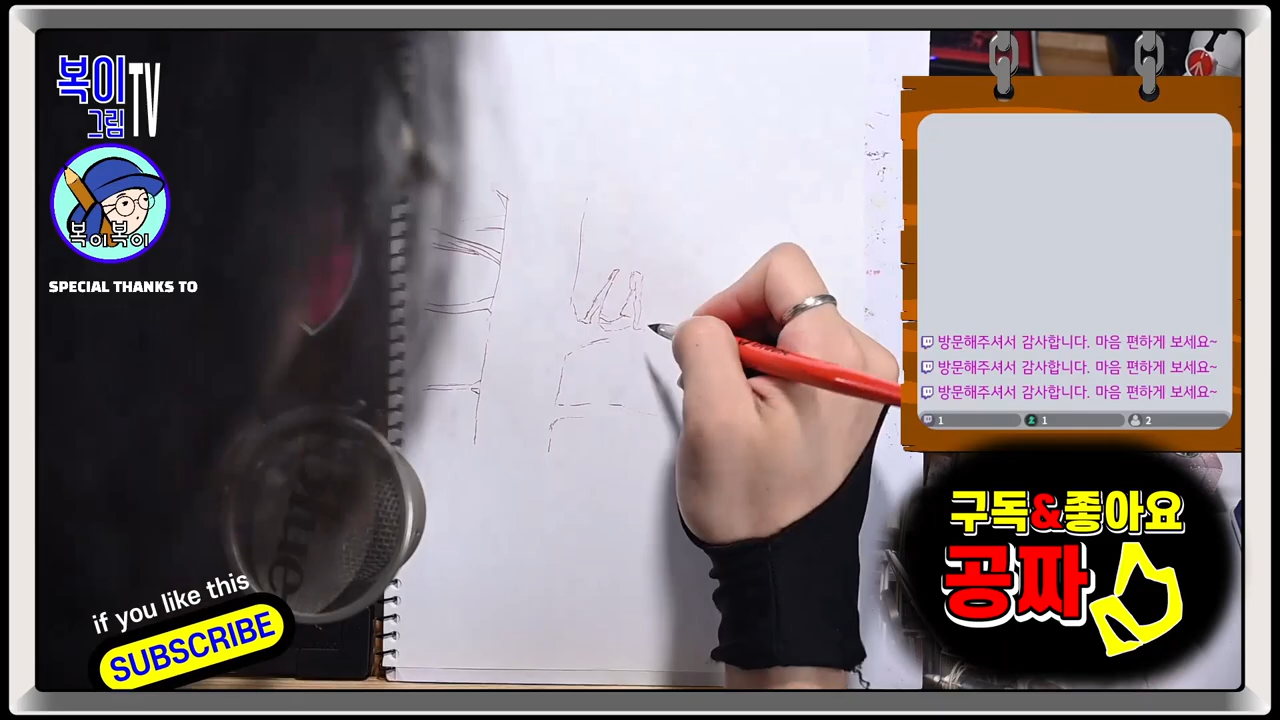 복이TV
그림
복이복이
SPECIAL THANKS TO
방문해주셔서 감사합니다. 마음 편하게 보세요~
방문해주셔서 감사합니다. 마음 편하게 보세요~
방문해주셔서 감사합니다. 마음 편하게 보세요~
1 1 2
구독&좋아요
공짜
if you like this
SUBSCRIBE